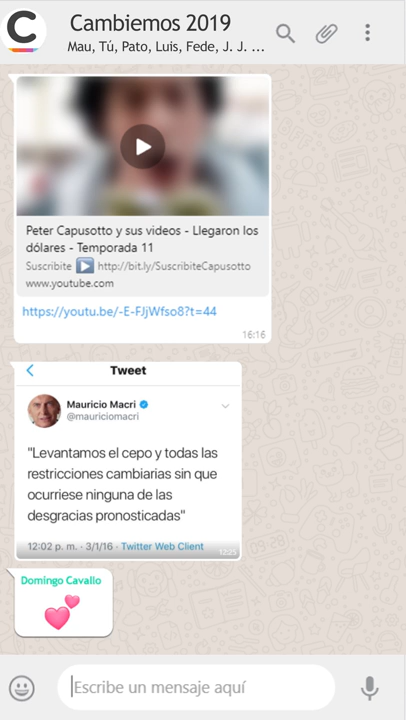 C
Cambiemos 2019
Mau, Tú, Pato, Luis, Fede, J. J. ...
Peter Capusotto y sus videos - Llegaron los
dólares - Temporada 11
Suscribite ▶️ http://bit.ly/SuscribiteCapusotto
www.youtube.com
https://youtu.be/-E-FJjWfso8?t=44
16:16
Tweet
Mauricio Macri
@mauriciomacri
"Levantamos el cepo y todas las
restricciones cambiarias sin que
ocurriese ninguna de las
desgracias pronosticadas"
12:02 p. m. · 3/1/16 · Twitter Web Client
12:25
Domingo Cavallo
💕
Escribe un mensaje aquí